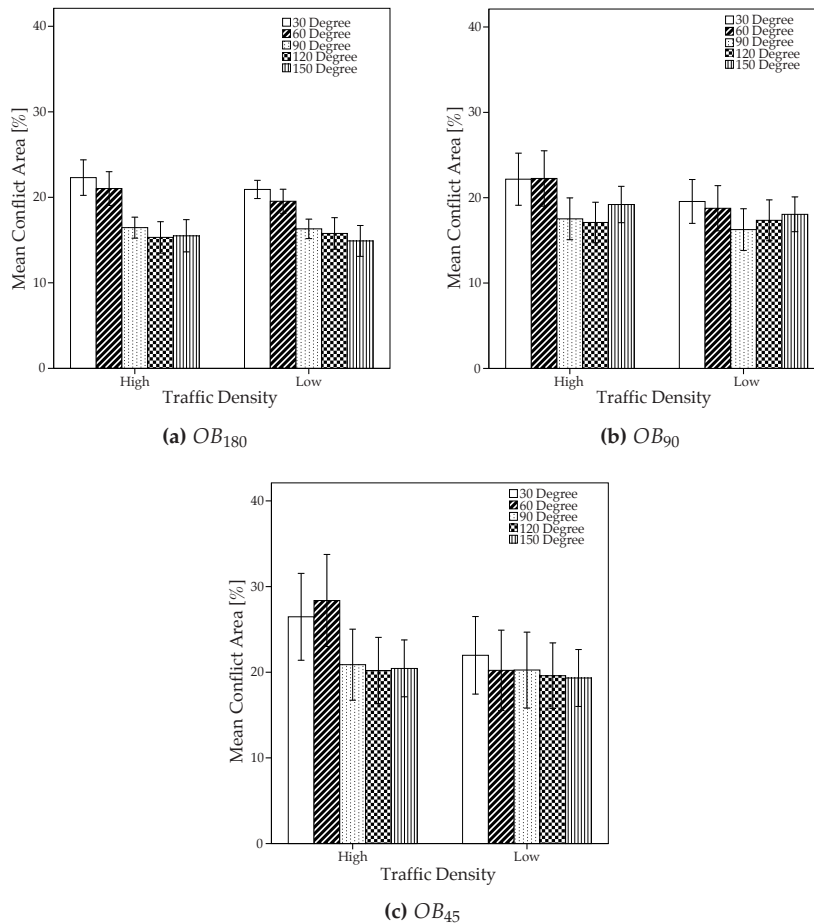 40
30
20
10
0
Mean Conflict Area [%]
30 Degree
60 Degree
90 Degree
120 Degree
150 Degree
High
Low
Traffic Density
(a) OB180
40
30
20
10
0
Mean Conflict Area [%]
30 Degree
60 Degree
90 Degree
120 Degree
150 Degree
High
Low
Traffic Density
(b) OB90
40
30
20
10
0
Mean Conflict Area [%]
30 Degree
60 Degree
90 Degree
120 Degree
150 Degree
High
Low
Traffic Density
(c) OB45